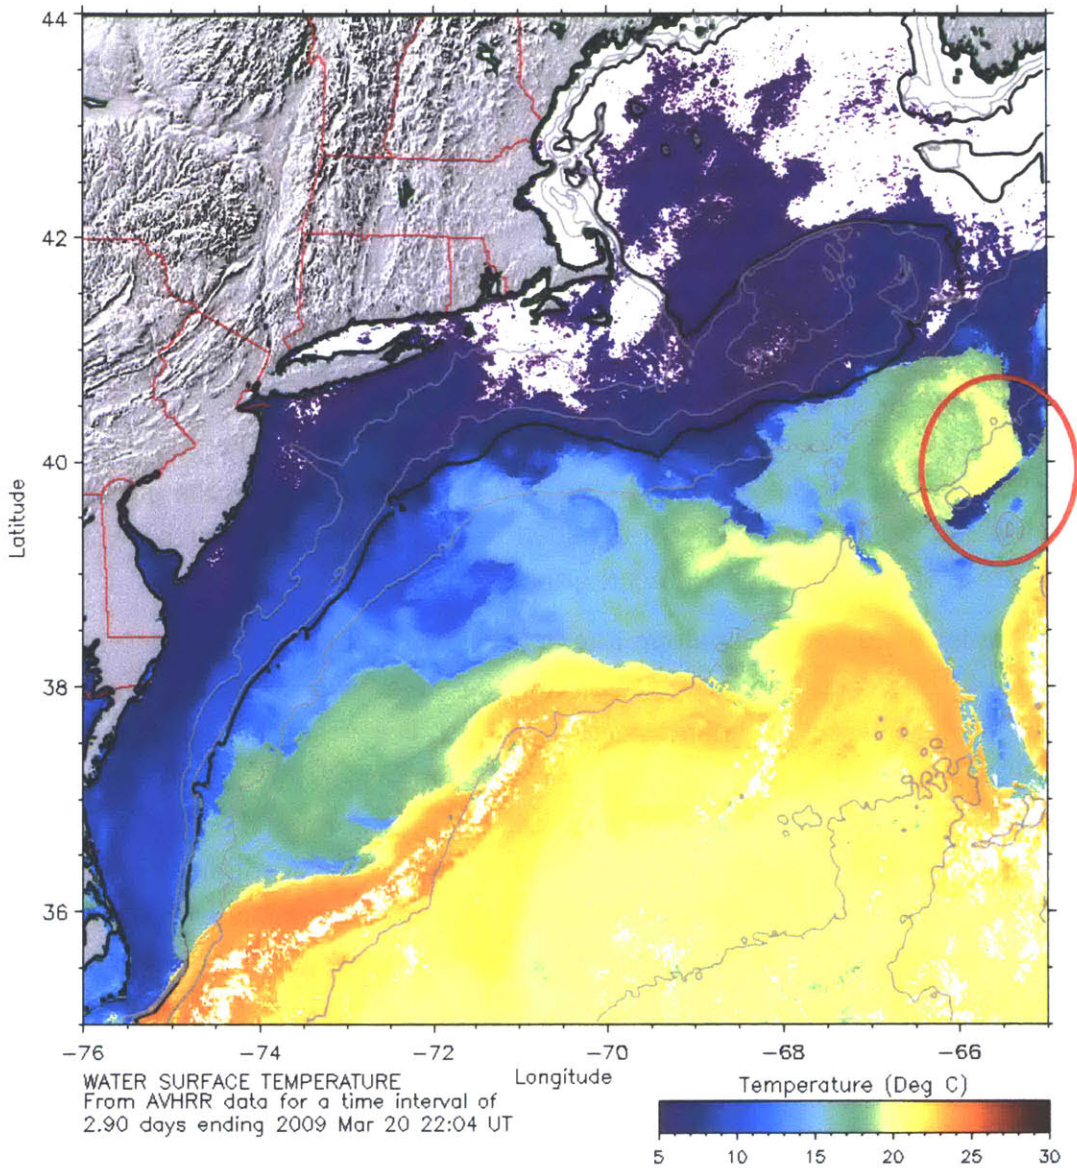 44
42
40
38
36
Latitude
-76 -74 -72 -70 -68 -66
Longitude
WATER SURFACE TEMPERATURE
From AVHRR data for a time interval of
2.90 days ending 2009 Mar 20 22:04 UT
Temperature (Deg C)
5 10 15 20 25 30